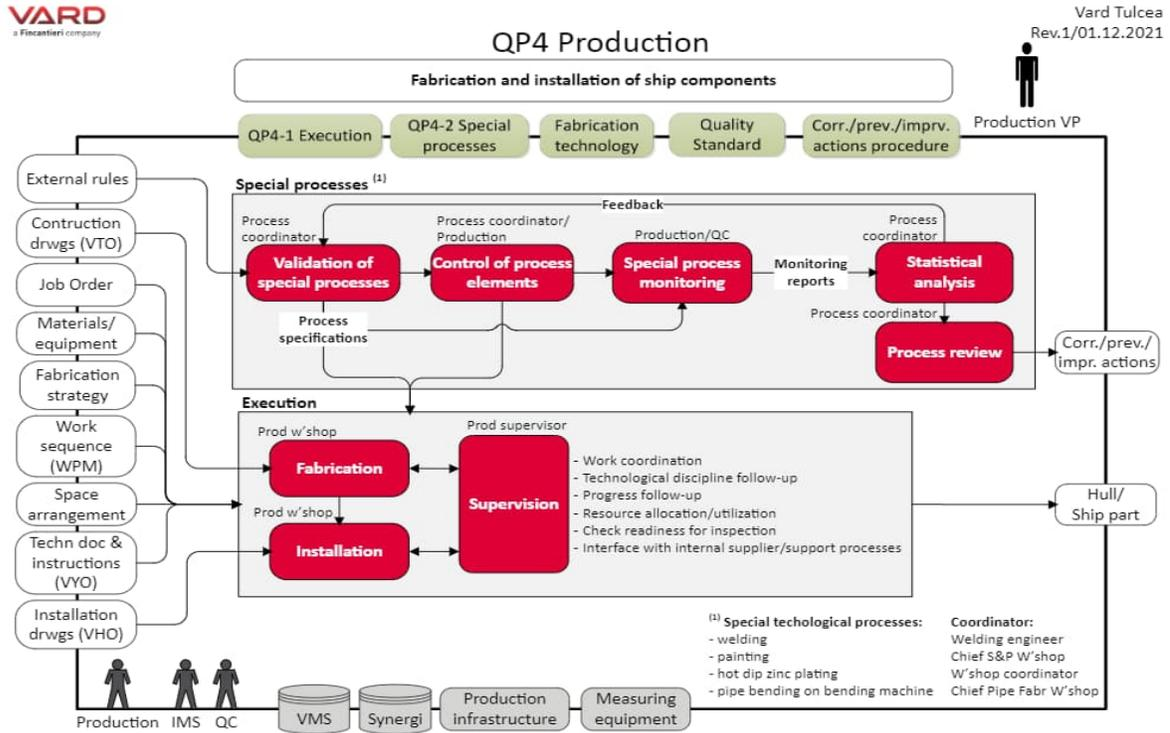 VARD
a Fincantieri company
Vard Tulcea
Rev.1/01.12.2021
QP4 Production
Fabrication and installation of ship components
Production VP
QP4-1 Execution
QP4-2 Special
processes
Fabrication
technology
Quality
Standard
Corr./prev./imprv.
actions procedure
External rules
Contruction
drwgs (VTO)
Job Order
Materials/
equipment
Fabrication
strategy
Work
sequence
(WPM)
Space
arrangement
Techn doc &
instructions
(VYO)
Installation
drwgs (VHO)
Special processes (1)
Feedback
Process
coordinator
Validation of
special processes
Process coordinator/
Production
Control of process
elements
Production/QC
Special process
monitoring
Monitoring
reports
Process
coordinator
Statistical
analysis
Process
specifications
Process coordinator
Process review
Corr./prev./
impr. actions
Execution
Prod w'shop
Fabrication
Prod w'shop
Installation
Prod supervisor
Supervision
- Work coordination
- Technological discipline follow-up
- Progress follow-up
- Resource allocation/utilization
- Check readiness for inspection
- Interface with internal supplier/support processes
Hull/
Ship part
(1) Special techological processes:
- welding
- painting
- hot dip zinc plating
- pipe bending on bending machine
Coordinator:
Welding engineer
Chief S&P W'shop
W'shop coordinator
Chief Pipe Fabr W'shop
Production
IMS
QC
VMS
Synergi
Production
infrastructure
Measuring
equipment